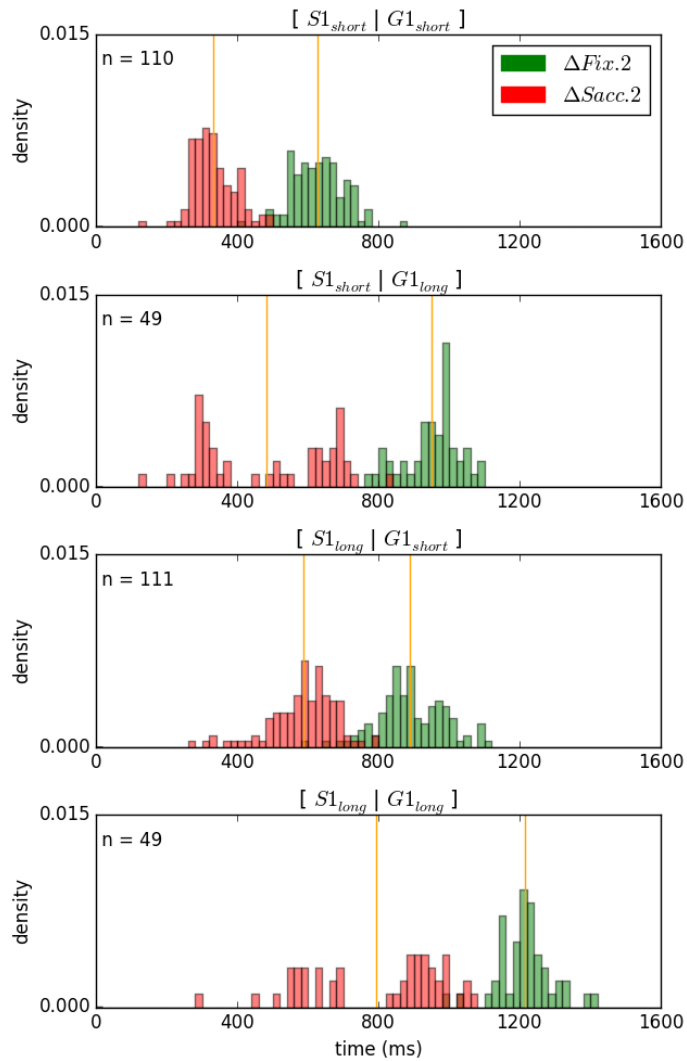 [ S1short | G1short ]
0.015
n = 110
ΔFix.2
ΔSacc.2
density
0.000
0 400 800 1200 1600
[ S1short | G1long ]
0.015
n = 49
density
0.000
0 400 800 1200 1600
[ S1long | G1short ]
0.015
n = 111
density
0.000
0 400 800 1200 1600
[ S1long | G1long ]
0.015
n = 49
density
0.000
0 400 800 1200 1600
time (ms)